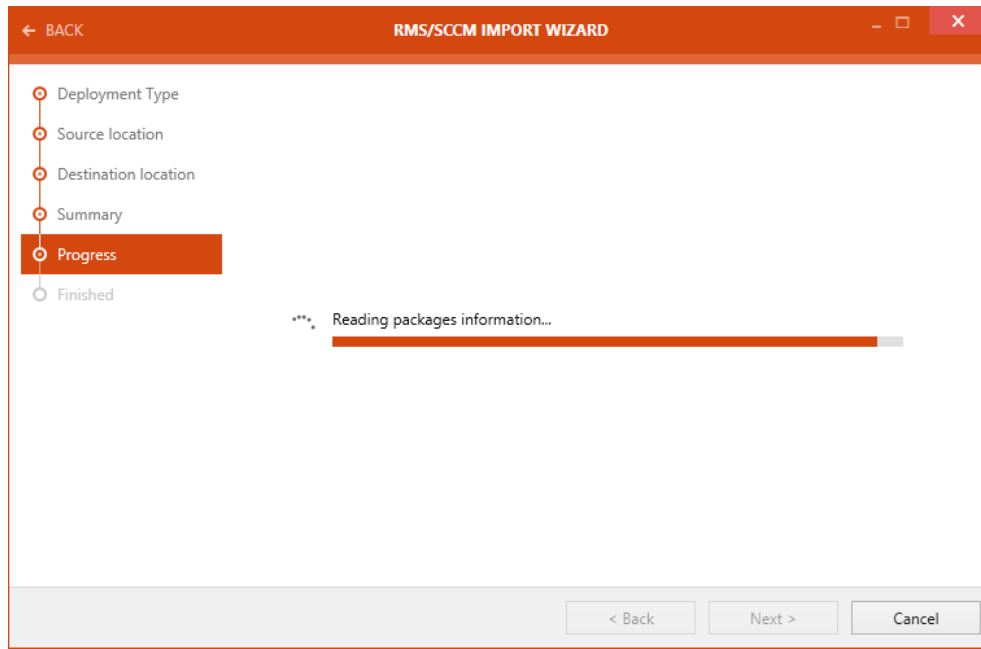 BACK
RMS/SCCM IMPORT WIZARD
Deployment Type
Source location
Destination location
Summary
Progress
Finished
Reading packages information...
< Back
Next >
Cancel